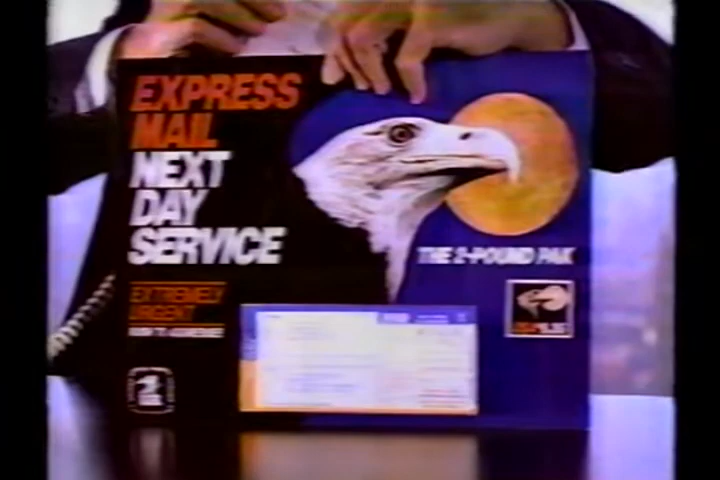 EXPRESS
MAIL
NEXT
DAY
SERVICE
THE 2-POUND PAK
EXTREMELY
URGENT